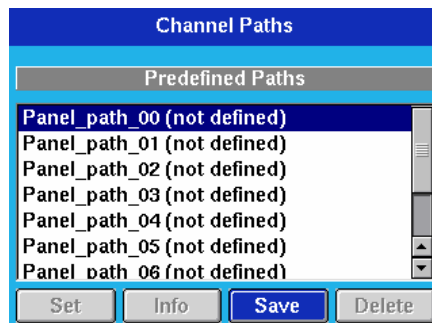 Channel Paths
Predefined Paths
Panel_path_00 (not defined)
Panel_path_01 (not defined)
Panel_path_02 (not defined)
Panel_path_03 (not defined)
Panel_path_04 (not defined)
Panel_path_05 (not defined)
Panel_path_06 (not defined)
Set Info Save Delete